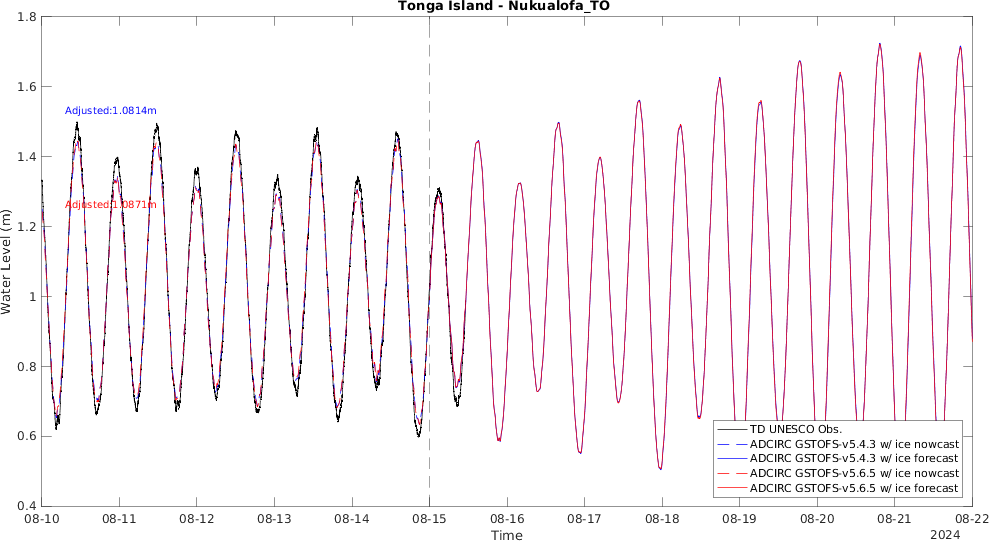 Tonga Island - Nukualofa_TO
1.8
1.6
1.4
1.2
1
0.8
0.6
0.4
Water Level (m)
Adjusted:1.0814m
Adjusted:1.0871m
TD UNESCO Obs.
ADCIRC GSTOFS-v5.4.3 w/ ice nowcast
ADCIRC GSTOFS-v5.4.3 w/ ice forecast
ADCIRC GSTOFS-v5.6.5 w/ ice nowcast
ADCIRC GSTOFS-v5.6.5 w/ ice forecast
08-10 08-11 08-12 08-13 08-14 08-15 08-16 08-17 08-18 08-19 08-20 08-21 08-22
Time
2024